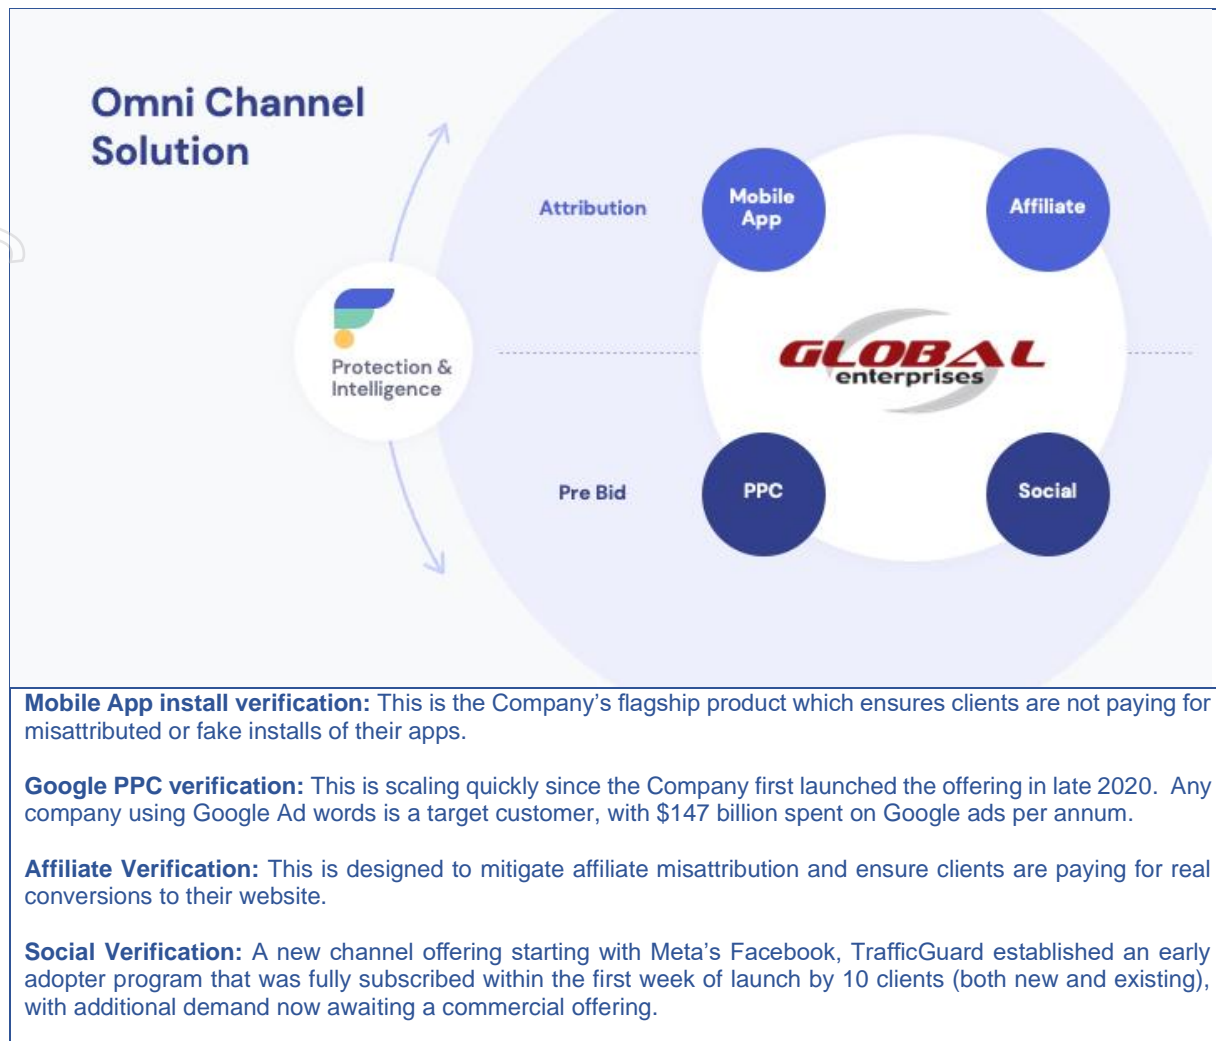 Omni Channel
Solution
Attribution
Mobile
App
Affiliate
Protection &
Intelligence
GLOBAL
enterprises
Pre Bid
PPC
Social
Mobile App install verification: This is the Company’s flagship product which ensures clients are not paying for
misattributed or fake installs of their apps.
Google PPC verification: This is scaling quickly since the Company first launched the offering in late 2020.  Any
company using Google Ad words is a target customer, with $147 billion spent on Google ads per annum.
Affiliate Verification: This is designed to mitigate affiliate misattribution and ensure clients are paying for real
conversions to their website.
Social Verification: A new channel offering starting with Meta’s Facebook, TrafficGuard established an early
adopter program that was fully subscribed within the first week of launch by 10 clients (both new and existing),
with additional demand now awaiting a commercial offering.